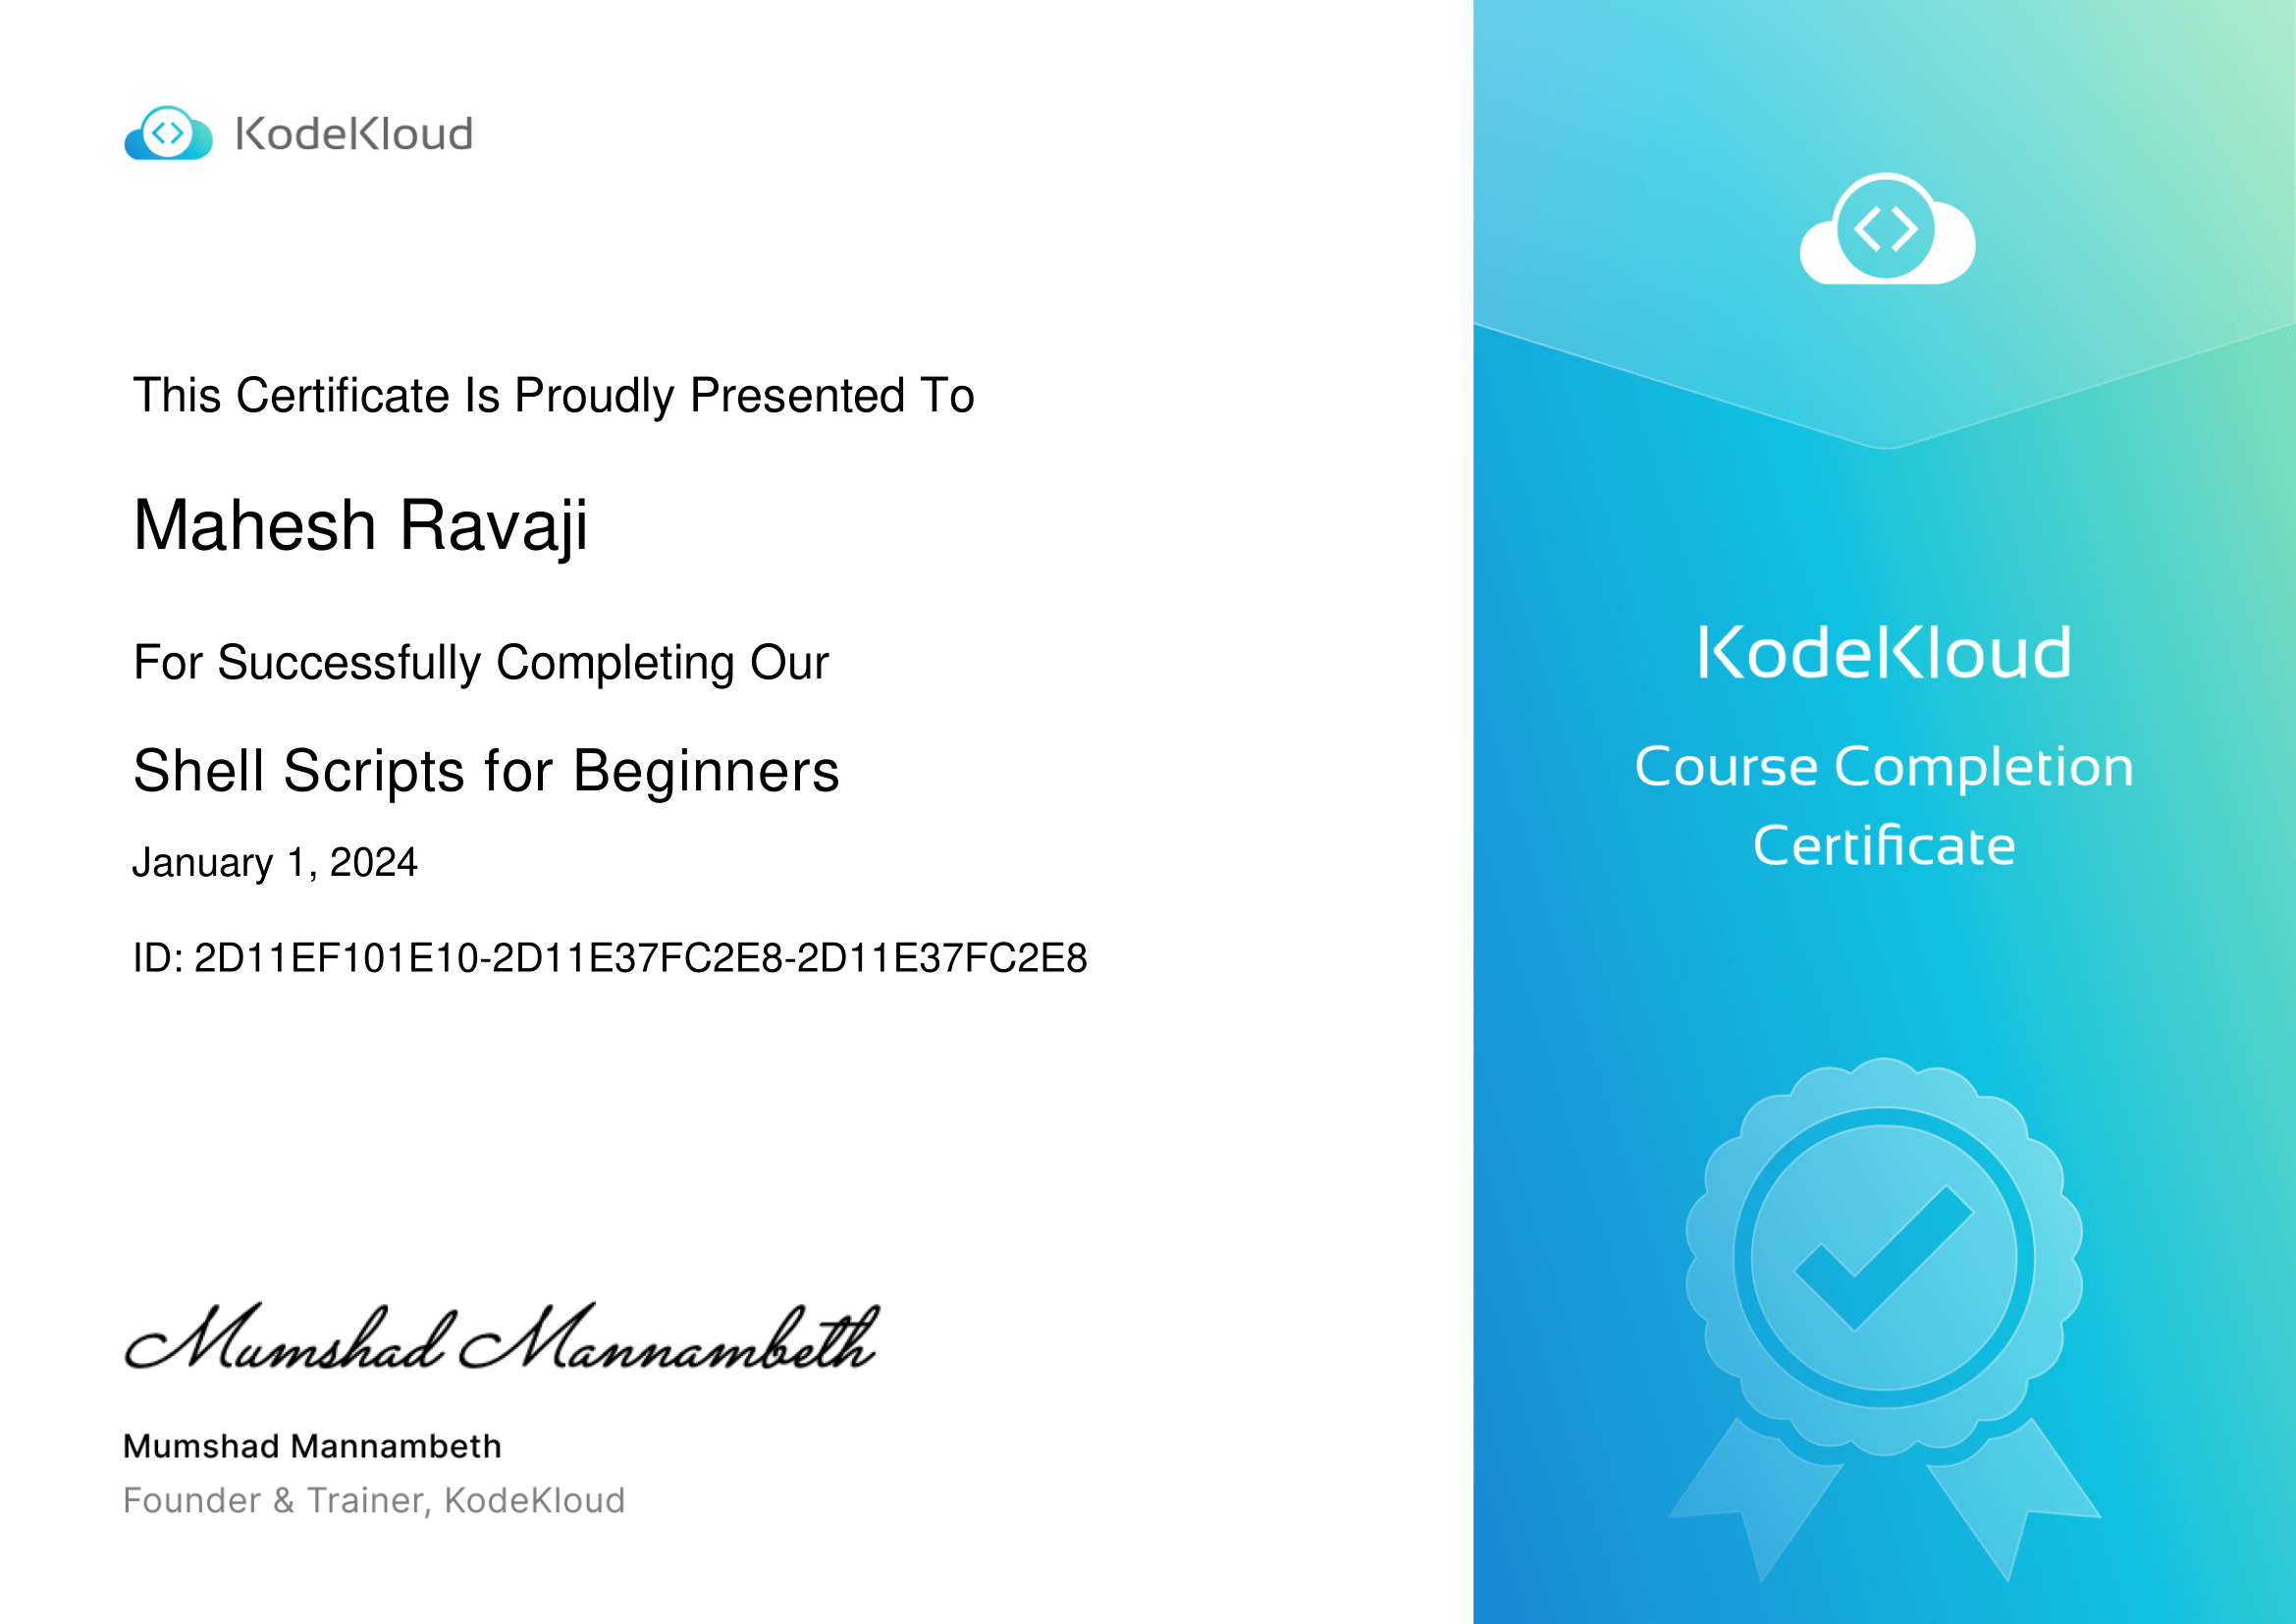 KodeKloud
This Certificate Is Proudly Presented To
Mahesh Ravaji
For Successfully Completing Our
Shell Scripts for Beginners
January 1, 2024
ID: 2D11EF101E10-2D11E37FC2E8-2D11E37FC2E8
Mumshad Mannambeth
Mumshad Mannambeth
Founder & Trainer, KodeKloud
KodeKloud
Course Completion
Certificate